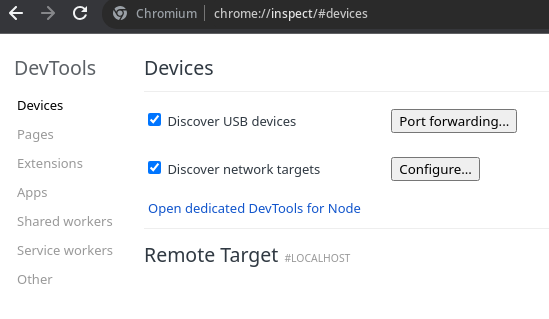 Chromium chrome://inspect/#devices
DevTools
Devices
Pages
Extensions
Apps
Shared workers
Service workers
Other
Devices
Discover USB devices Port forwarding...
Discover network targets Configure...
Open dedicated DevTools for Node
Remote Target #LOCALHOST